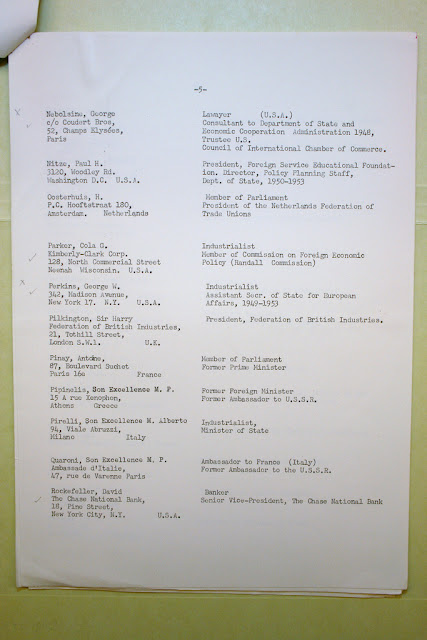 -5-
Nebolsine, George    Lawyer    (U.S.A.)
c/o Coudert Bros,    Consultant to Department of State and
52, Champs Elysées,    Economic Cooperation Administration 1948,
Paris    Trustee U.S.
Council of International Chamber of Commerce.
Nitze, Paul H.    President, Foreign Service Educational Foundat-
3120, Woodley Rd.    ion. Director, Policy Planning Staff,
Washington D.C. U.S.A.    Dept. of State, 1950-1953
Oosterhuis, H.    Member of Parliament
P.C. Hooftstraat 180,    President of the Netherlands Federation of
Amsterdam.    Netherlands    Trade Unions
Parker, Cola G.    Industrialist
Kimberly-Clark Corp.    Member of Commission on Foreign Economic
128, North Commercial Street    Policy (Randall Commission)
Neenah Wisconsin. U.S.A.
Perkins, George W.    Industrialist
342, Madison Avenue,    Assistant Secr. of State for European
New York 17. N.Y.    U.S.A.    Affairs, 1949-1953
Pilkington, Sir Harry    President, Federation of British Industries.
Federation of British Industries,
21, Tothill Street,
London S.W.1.    U.K.
Pinay, Antoine,    Member of Parliament
87, Boulevard Suchet    Former Prime Minister
Paris 16e    France
Pipinelis, Son Excellence M. P.    Former Foreign Minister
15 A rue Xenophon,    Former Ambassador to U.S.S.R.
Athens    Greece
Pirelli, Son Excellence M. Alberto    Industrialist,
94, Viale Abruzzi,    Minister of State
Milano    Italy
Quaroni, Son Excellence M. P.    Ambassador to France (Italy)
Ambassade d'Italie,    Former Ambassador to the U.S.S.R.
47, rue de Varenne Paris
Rockefeller, David    Banker
The Chase National Bank,    Senior Vice-President, The Chase National Bank
18, Pine Street,
New York City, N.Y.    U.S.A.